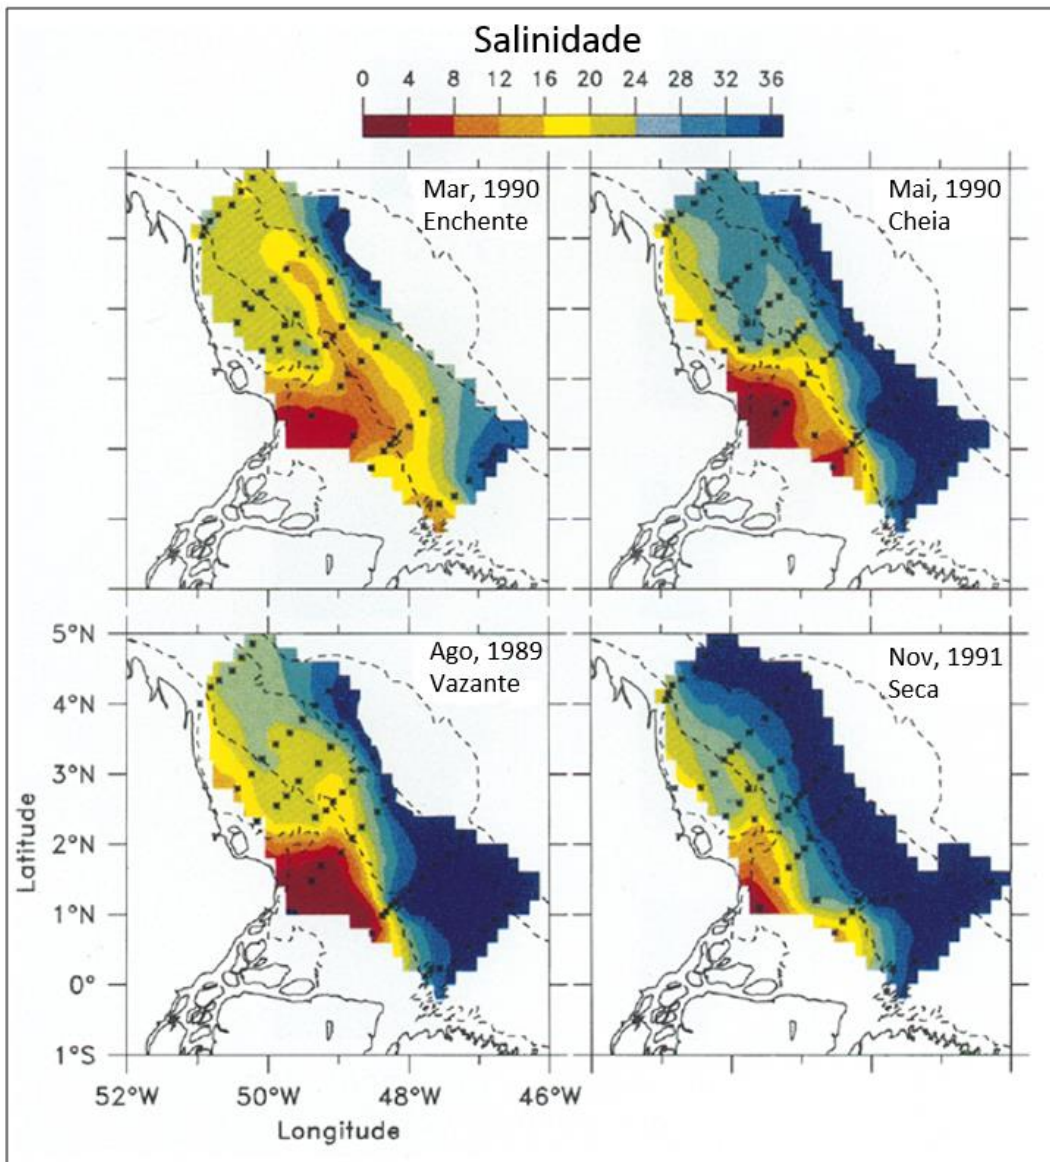 Salinidade
0 4 8 12 16 20 24 28 32 36
Mar, 1990
Enchente
Mai, 1990
Cheia
Ago, 1989
Vazante
Nov, 1991
Seca
5°N
4°N
3°N
2°N
1°N
0°
1°S
Latitude
52°W 50°W 48°W 46°W
Longitude